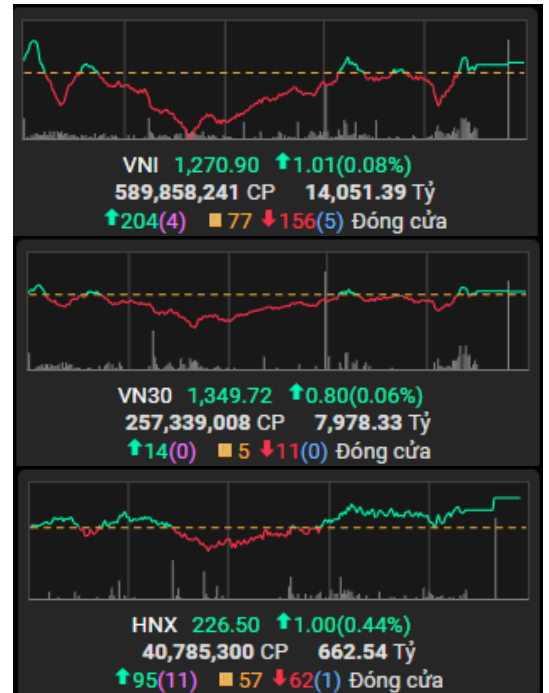 VNI 1,270.90 ⬆1.01(0.08%)
589,858,241 CP 14,051.39 Tỷ
⬆204(4) ■77 ⬇156(5) Đóng cửa
VN30 1,349.72 ⬆0.80(0.06%)
257,339,008 CP 7,978.33 Tỷ
⬆14(0) ■5 ⬇11(0) Đóng cửa
HNX 226.50 ⬆1.00(0.44%)
40,785,300 CP 662.54 Tỷ
⬆95(11) ■57 ⬇62(1) Đóng cửa